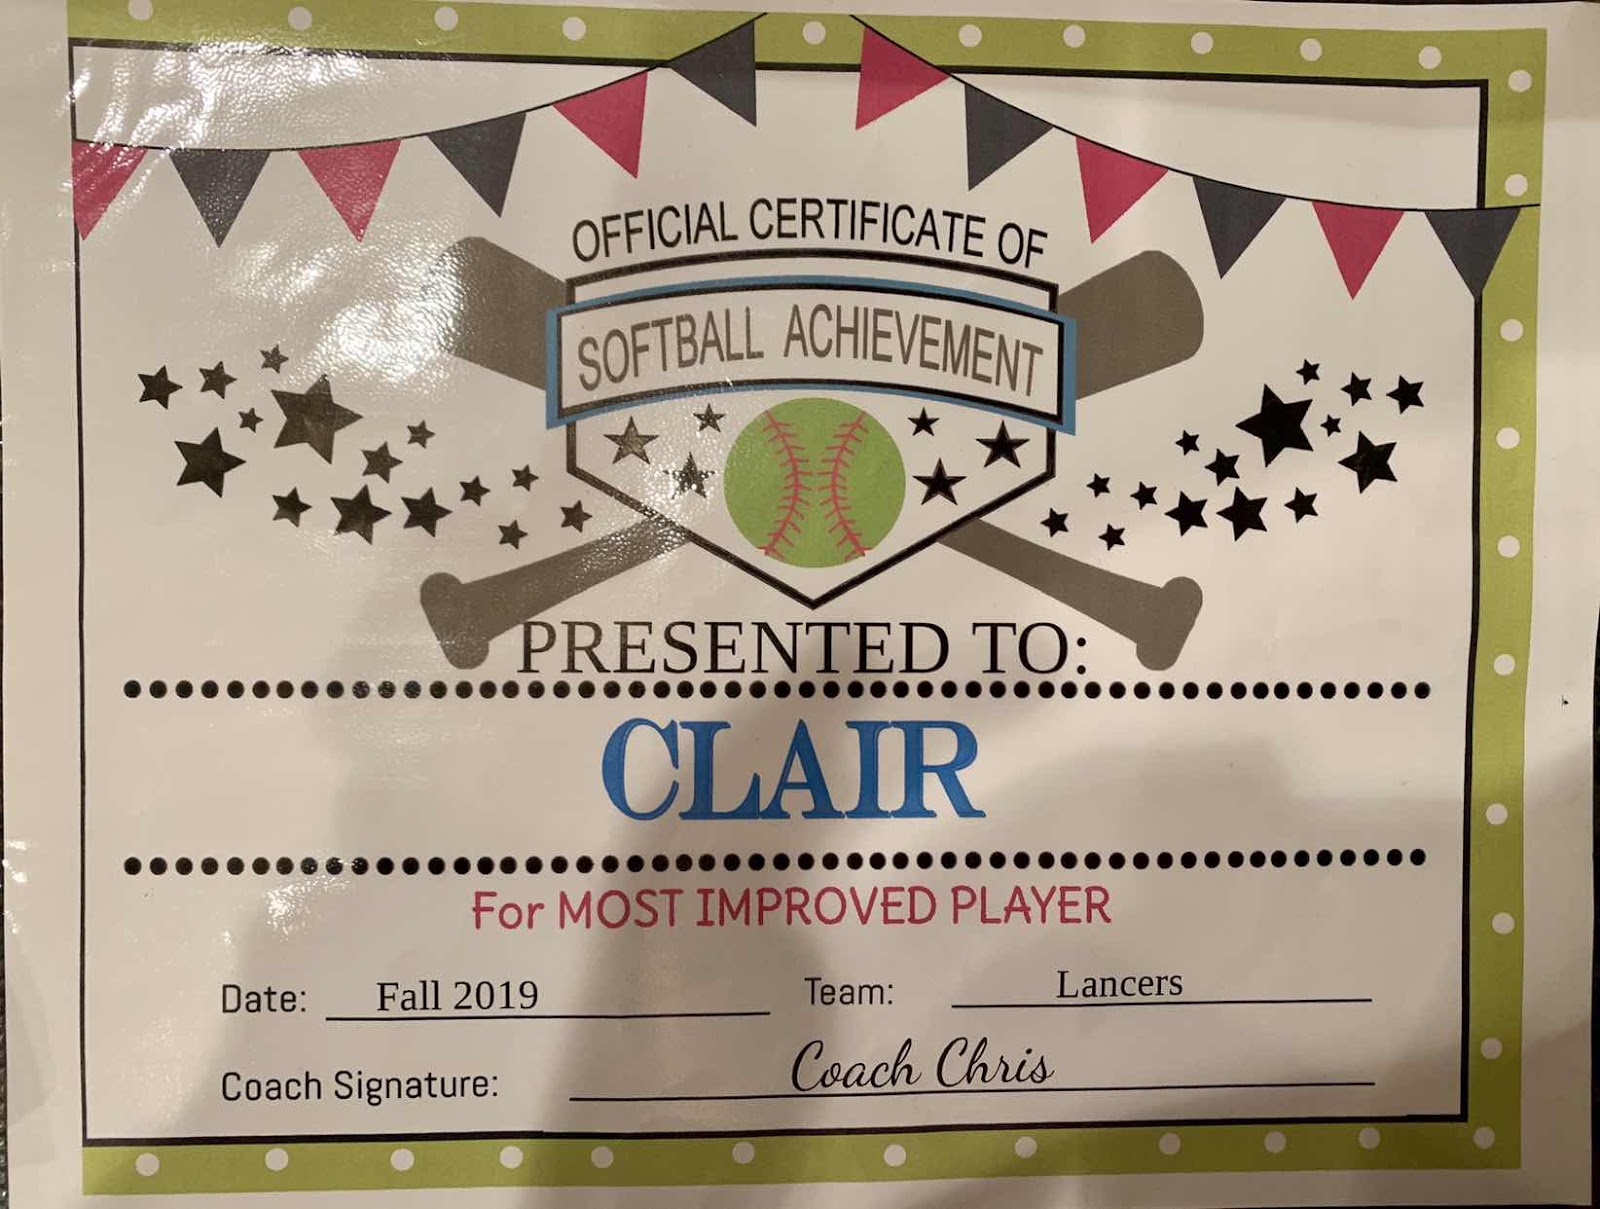 OFFICIAL CERTIFICATE OF
SOFTBALL ACHIEVEMENT
PRESENTED TO:
CLAIR
For MOST IMPROVED PLAYER
Date: Fall 2019 Team: Lancers
Coach Signature: Coach Chris